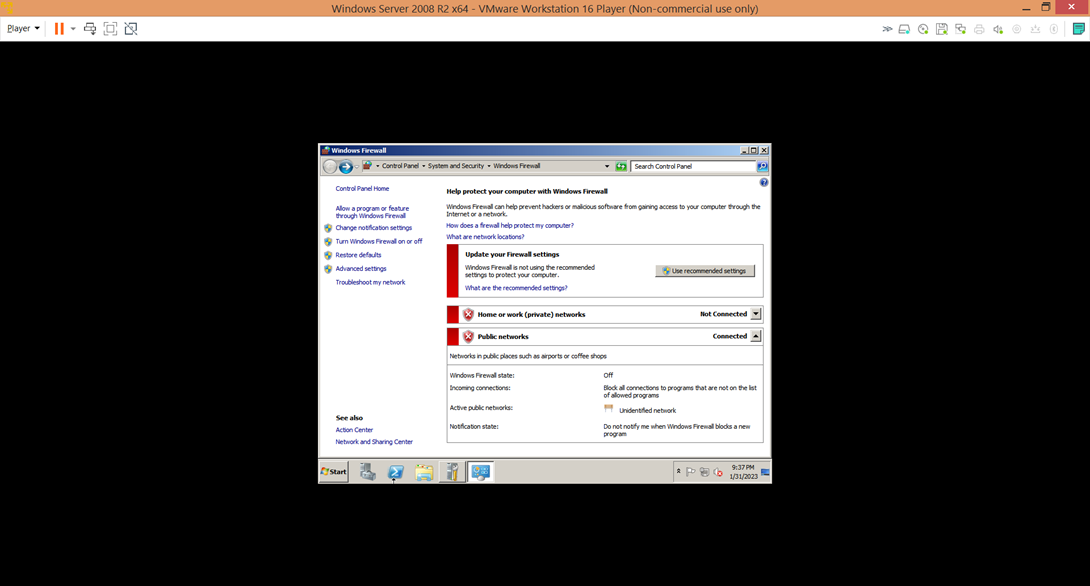 Windows Server 2008 R2 x64 - VMware Workstation 16 Player (Non-commercial use only)
Player
Windows Firewall
Control Panel
System and Security
Windows Firewall
Search Control Panel
Control Panel Home
Allow a program or feature
through Windows Firewall
Change notification settings
Turn Windows Firewall on or off
Restore defaults
Advanced settings
Troubleshoot my network
See also
Action Center
Network and Sharing Center
Help protect your computer with Windows Firewall
Windows Firewall can help prevent hackers or malicious software from gaining access to your computer through the
Internet or a network.
How does a firewall help protect my computer?
What are network locations?
Update your Firewall settings
Windows Firewall is not using the recommended
settings to protect your computer.
Use recommended settings
What are the recommended settings?
Home or work (private) networks
Not Connected
Public networks
Connected
Networks in public places such as airports or coffee shops
Windows Firewall state:
Off
Incoming connections:
Block all connections to programs that are not on the list
of allowed programs
Active public networks:
Unidentified network
Notification state:
Do not notify me when Windows Firewall blocks a new
program
Start
9:37 PM
1/31/2023